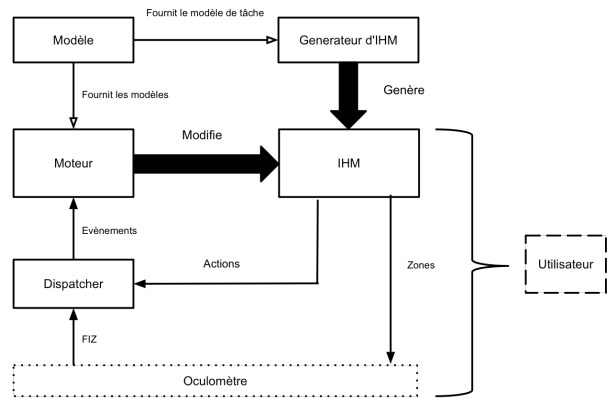 Fournit le modèle de tâche
Modèle
Generateur d'IHM
Fournit les modèles
Genère
Modifie
Moteur
IHM
Evènements
Actions
Zones
Utilisateur
Dispatcher
FIZ
Oculomètre